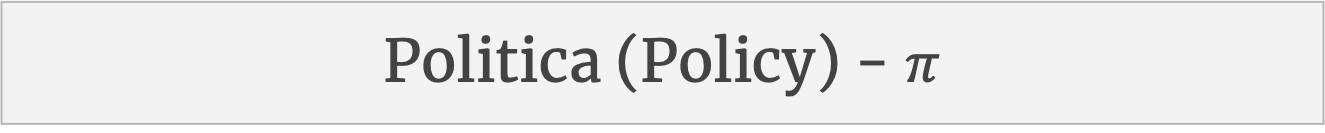 Politica (Policy) - π